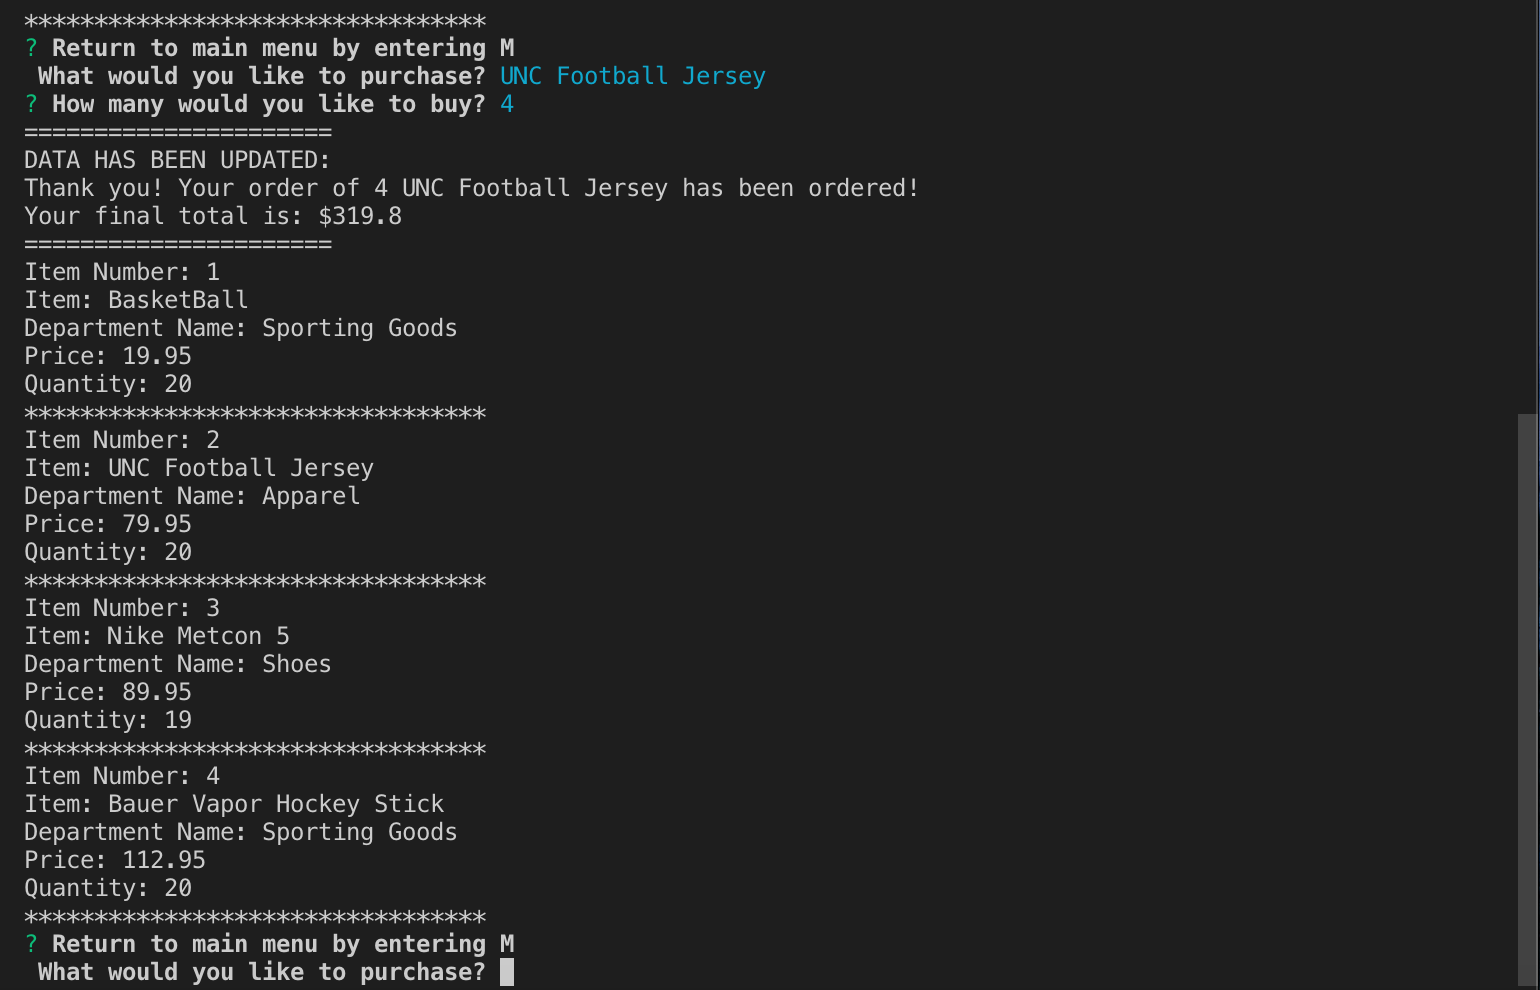 *********************************
? Return to main menu by entering M
What would you like to purchase? UNC Football Jersey
? How many would you like to buy? 4
======================
DATA HAS BEEN UPDATED:
Thank you! Your order of 4 UNC Football Jersey has been ordered!
Your final total is: $319.8
======================
Item Number: 1
Item: BasketBall
Department Name: Sporting Goods
Price: 19.95
Quantity: 20
*********************************
Item Number: 2
Item: UNC Football Jersey
Department Name: Apparel
Price: 79.95
Quantity: 20
*********************************
Item Number: 3
Item: Nike Metcon 5
Department Name: Shoes
Price: 89.95
Quantity: 19
*********************************
Item Number: 4
Item: Bauer Vapor Hockey Stick
Department Name: Sporting Goods
Price: 112.95
Quantity: 20
*********************************
? Return to main menu by entering M
What would you like to purchase?